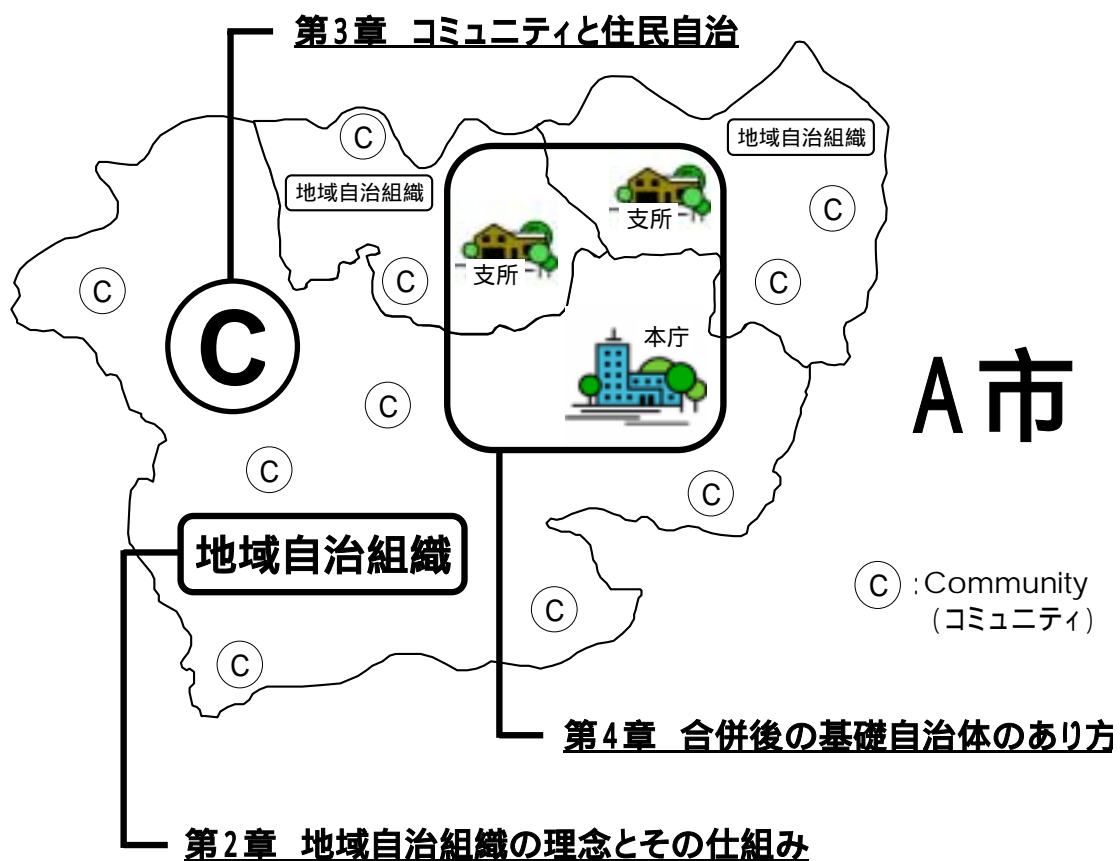 第3章 コミュニティと住民自治
C
地域自治組織
地域自治組織
支所
C
支所
C
C
C
C
本庁
C
A市
C
C
C
地域自治組織
C :Community
(コミュニティ)
C
C
第4章 合併後の基礎自治体のあり方
第2章 地域自治組織の理念とその仕組み